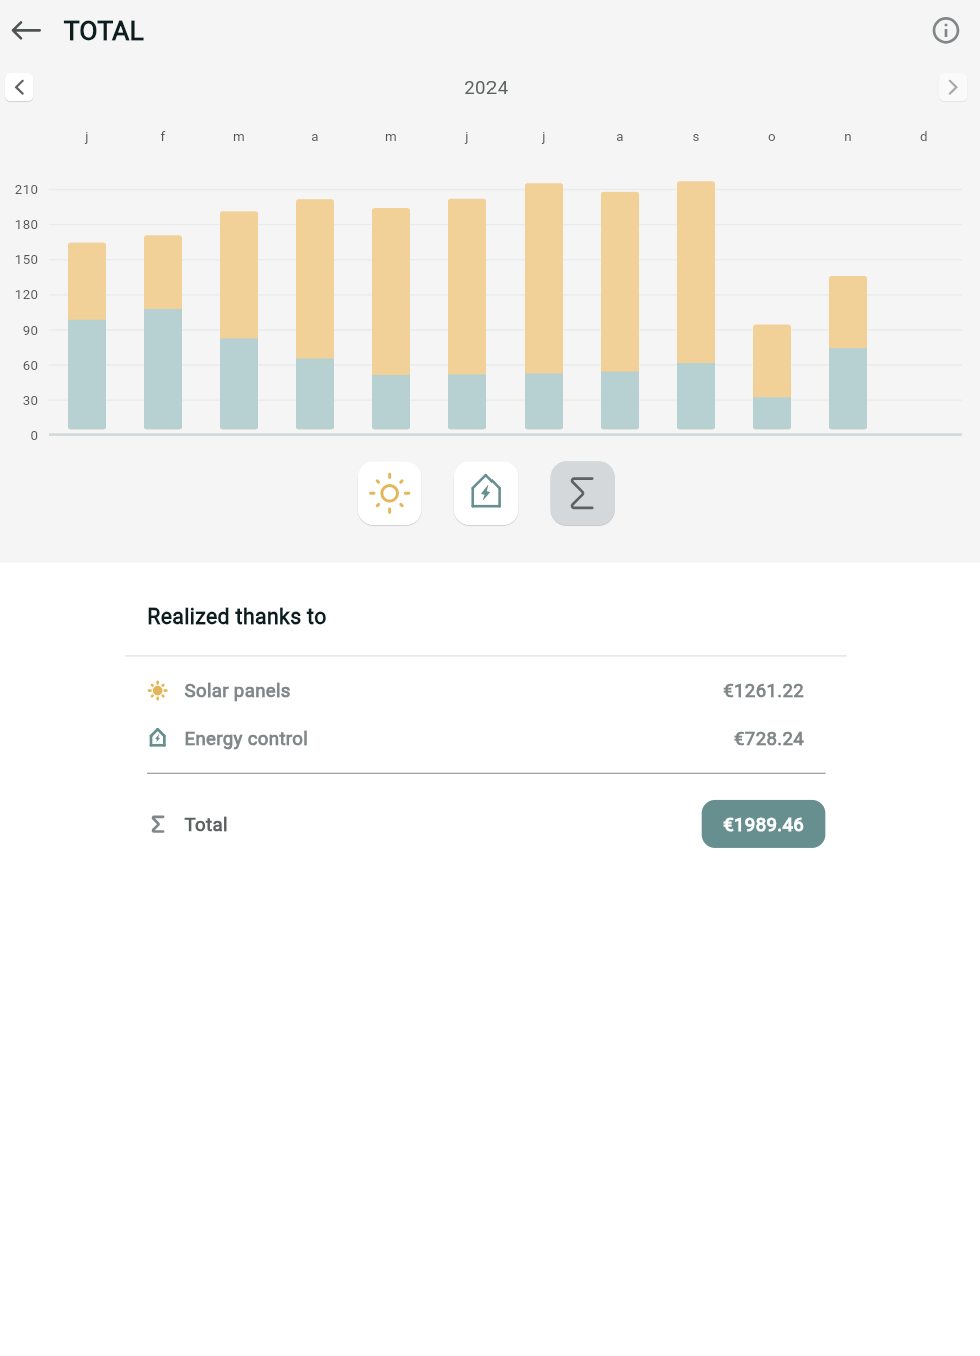 TOTAL
2024
j f m a m j j a s o n d
210
180
150
120
90
60
30
0
Realized thanks to
Solar panels €1261.22
Energy control €728.24
Total €1989.46